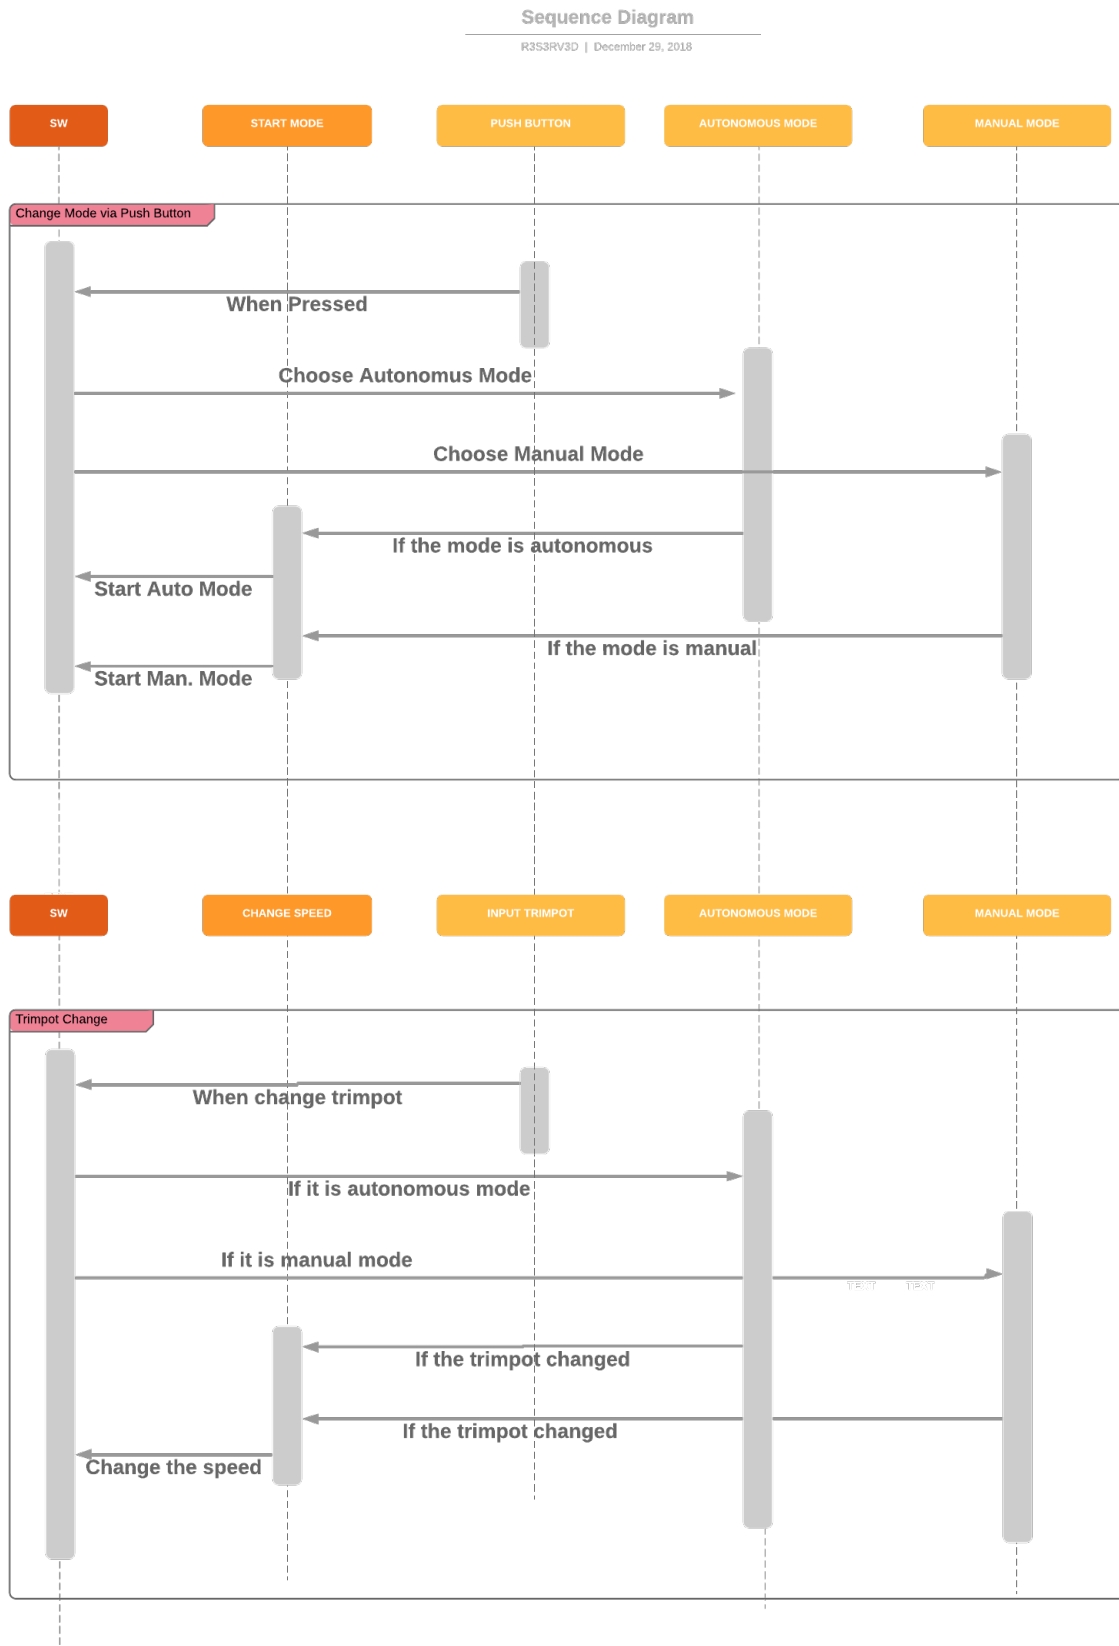 Sequence Diagram
R3S3RV3D | December 29, 2018
SW
START MODE
PUSH BUTTON
AUTONOMOUS MODE
MANUAL MODE
Change Mode via Push Button
When Pressed
Choose Autonomus Mode
Choose Manual Mode
If the mode is autonomous
Start Auto Mode
If the mode is manual
Start Man. Mode
SW
CHANGE SPEED
INPUT TRIMPOT
AUTONOMOUS MODE
MANUAL MODE
Trimpot Change
When change trimpot
If it is autonomous mode
If it is manual mode
TEXT TEXT
If the trimpot changed
If the trimpot changed
Change the speed